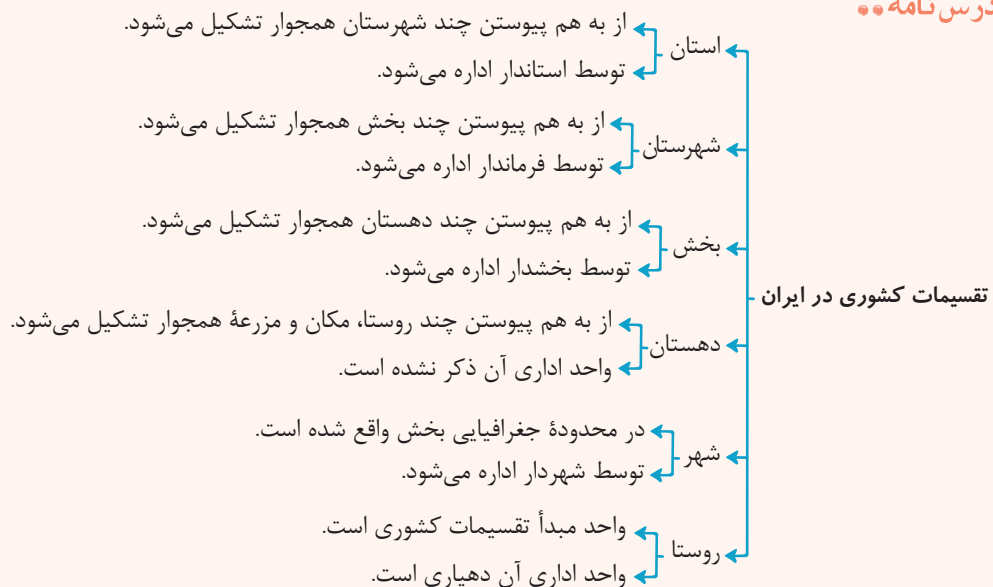 درس‌نامه
تقسیمات کشوری در ایران
استان
از به هم پیوستن چند شهرستان همجوار تشکیل می‌شود.
توسط استاندار اداره می‌شود.
شهرستان
از به هم پیوستن چند بخش همجوار تشکیل می‌شود.
توسط فرماندار اداره می‌شود.
بخش
از به هم پیوستن چند دهستان همجوار تشکیل می‌شود.
توسط بخشدار اداره می‌شود.
دهستان
از به هم پیوستن چند روستا، مکان و مزرعهٔ همجوار تشکیل می‌شود.
واحد اداری آن ذکر نشده است.
شهر
در محدودهٔ جغرافیایی بخش واقع شده است.
توسط شهردار اداره می‌شود.
روستا
واحد مبدأ تقسیمات کشوری است.
واحد اداری آن دهیاری است.